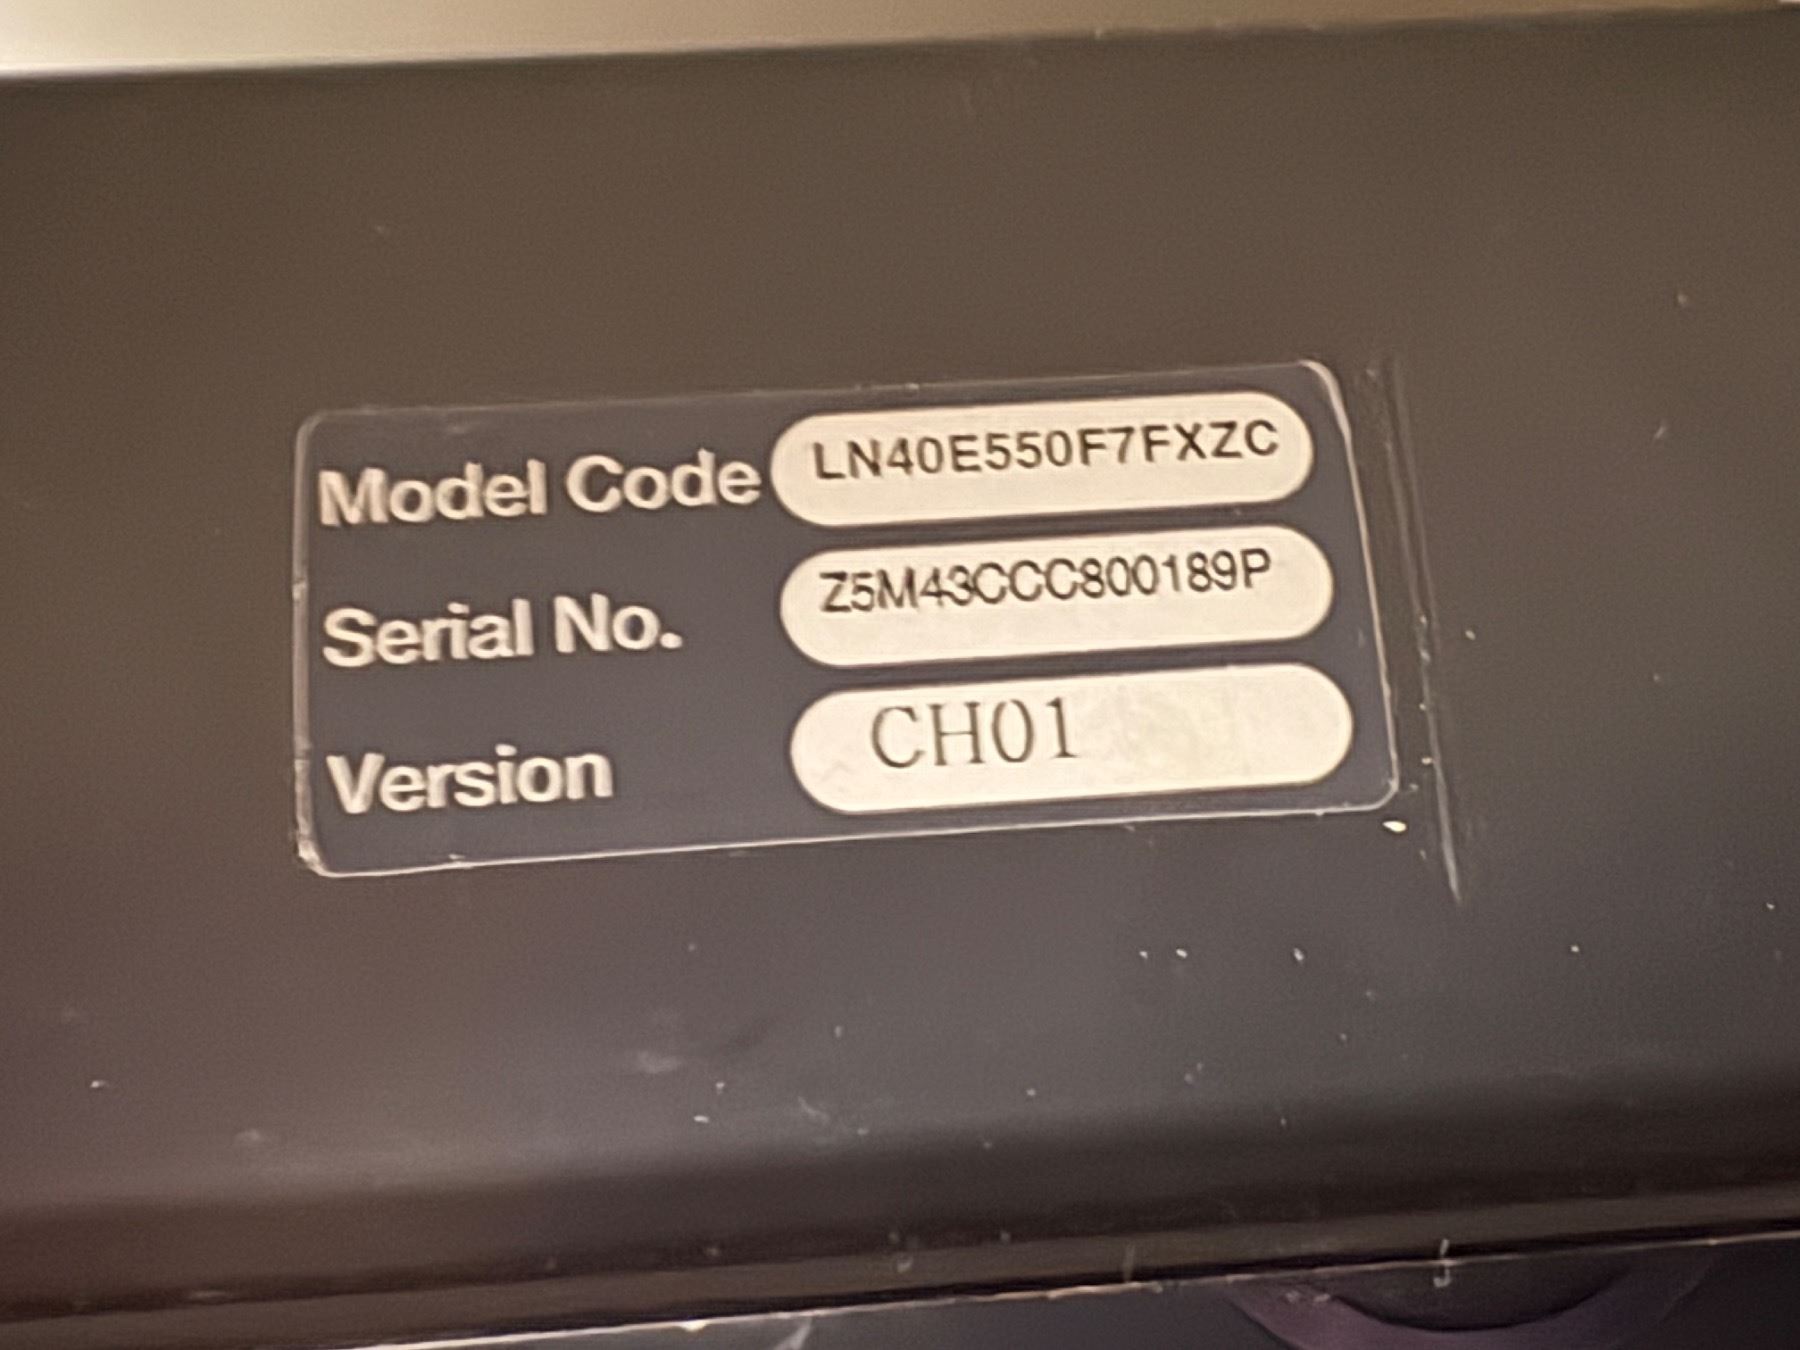 Model Code LN40E550F7FXZC
Serial No. Z5M43CCC800189P
Version CH01